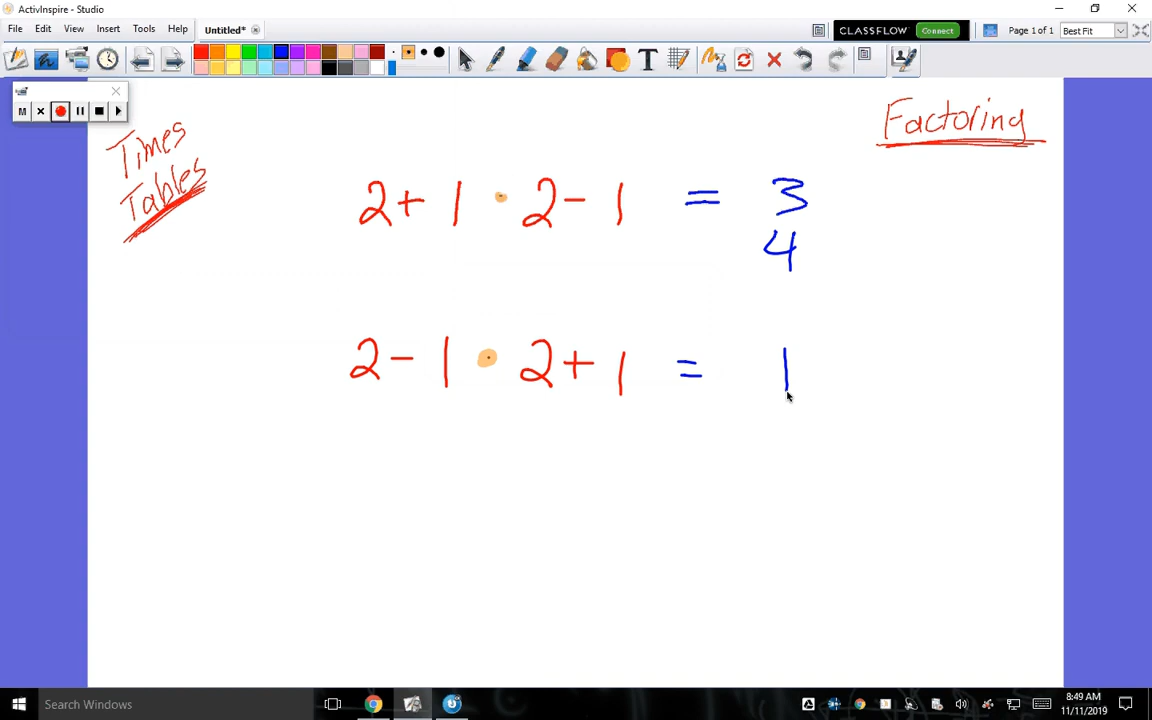 ActivInspire - Studio
File Edit View Insert Tools Help Untitled* CLASSFLOW Connect Page 1 of 1 Best Fit
M
Factoring
Times
Tables
2 + 1 · 2 - 1 = 3
4
2 - 1 · 2 + 1 = 1
Search Windows
8:49 AM
11/11/2019